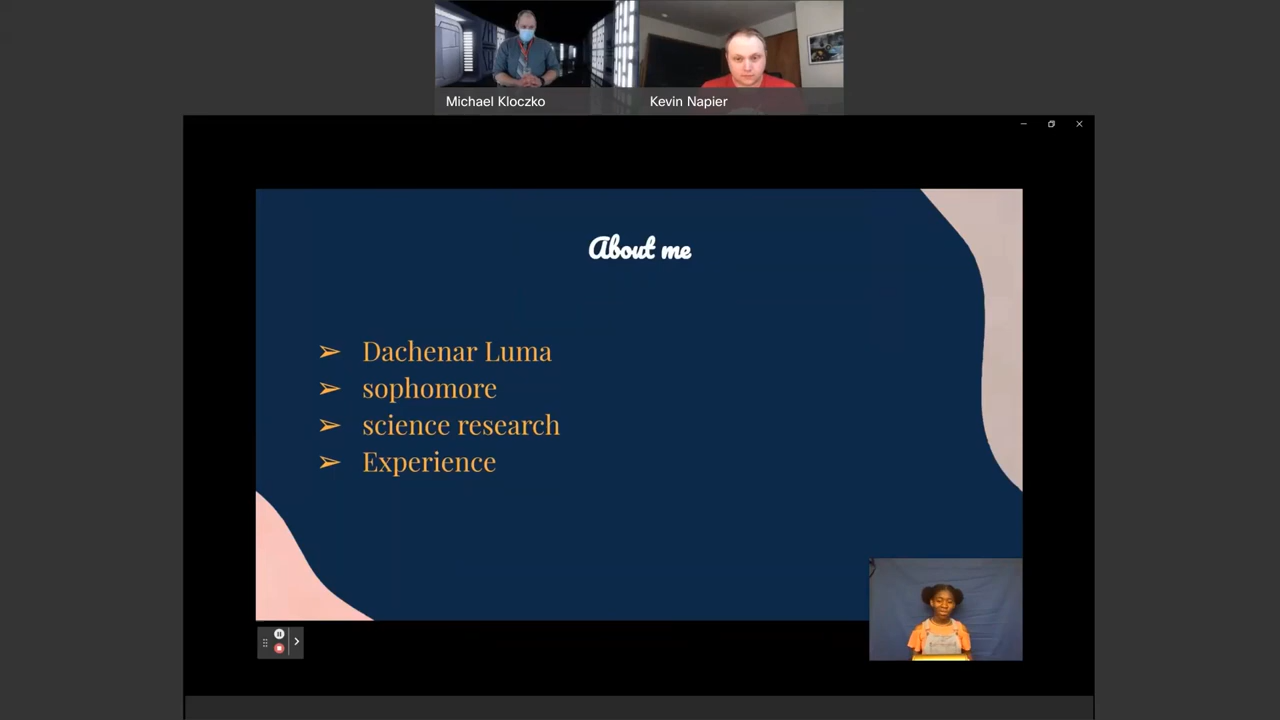 Michael Kloczko
Kevin Napier
About me
➢ Dachenar Luma
➢ sophomore
➢ science research
➢ Experience